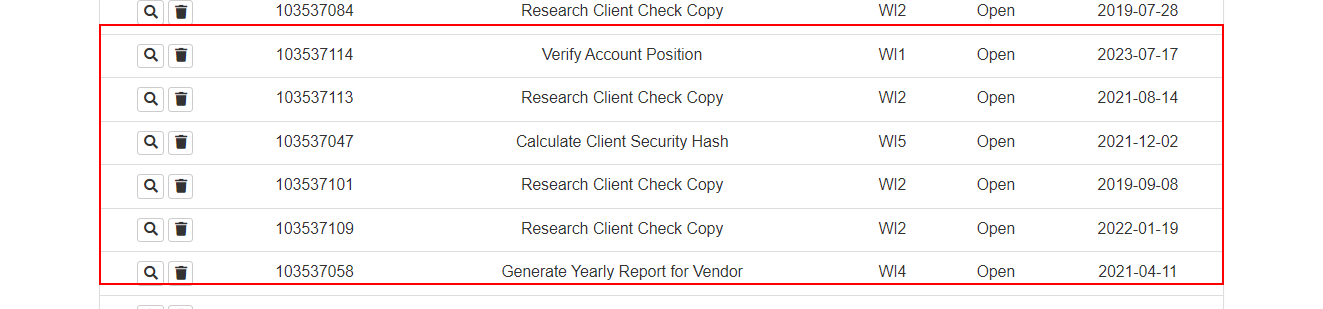 103537084 Research Client Check Copy WI2 Open 2019-07-28
103537114 Verify Account Position WI1 Open 2023-07-17
103537113 Research Client Check Copy WI2 Open 2021-08-14
103537047 Calculate Client Security Hash WI5 Open 2021-12-02
103537101 Research Client Check Copy WI2 Open 2019-09-08
103537109 Research Client Check Copy WI2 Open 2022-01-19
103537058 Generate Yearly Report for Vendor WI4 Open 2021-04-11